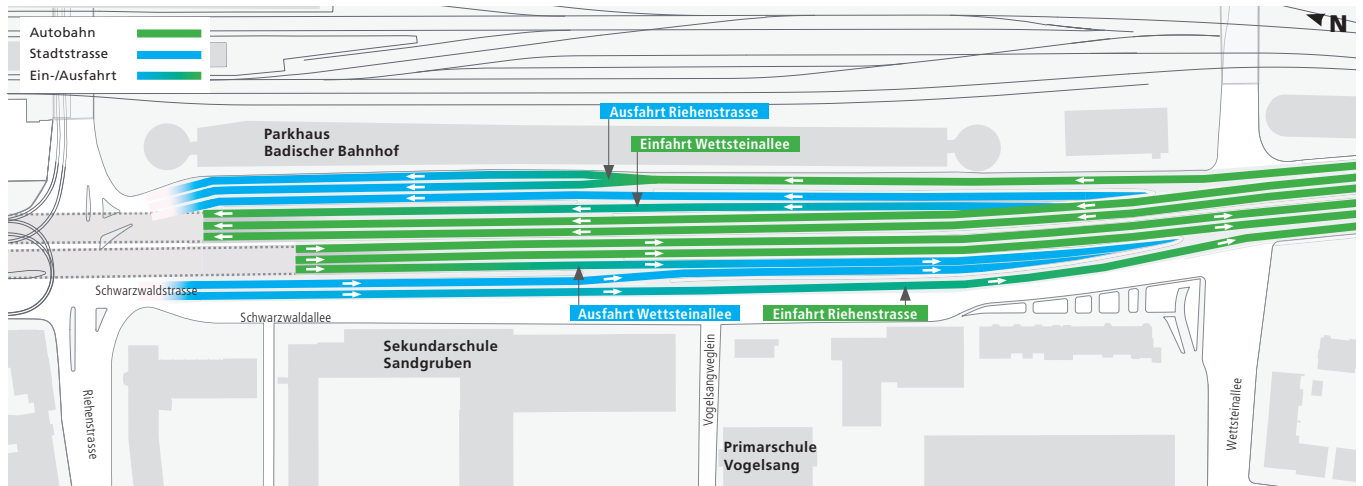 Autobahn
Stadtstrasse
Ein-/Ausfahrt
N
Ausfahrt Riehenstrasse
Parkhaus
Badischer Bahnhof
Einfahrt Wettsteinallee
Schwarzwaldstrasse
Schwarzwaldallee
Ausfahrt Wettsteinallee
Einfahrt Riehenstrasse
Sekundarschule
Sandgruben
Riehenstrasse
Vogelsangweglein
Wettsteinallee
Primarschule
Vogelsang